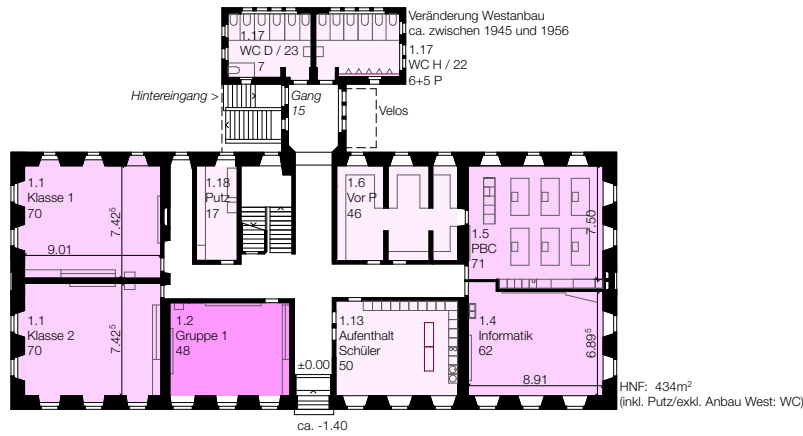 Veränderung Westanbau
ca. zwischen 1945 und 1956
1.17
WC D / 23
7
1.17
WC H / 22
6+5 P
Hintereingang >
Gang
15
Velos
1.1
Klasse 1
70
7.42⁵
9.01
1.18
Putz
17
1.6
Vor P
46
1.5
PBC
71
7.50
1.1
Klasse 2
70
7.42⁵
1.2
Gruppe 1
48
±0.00
1.13
Aufenthalt
Schüler
50
1.4
Informatik
62
6.89⁵
8.91
ca. -1.40
HNF: 434m²
(inkl. Putz/exkl. Anbau West: WC)